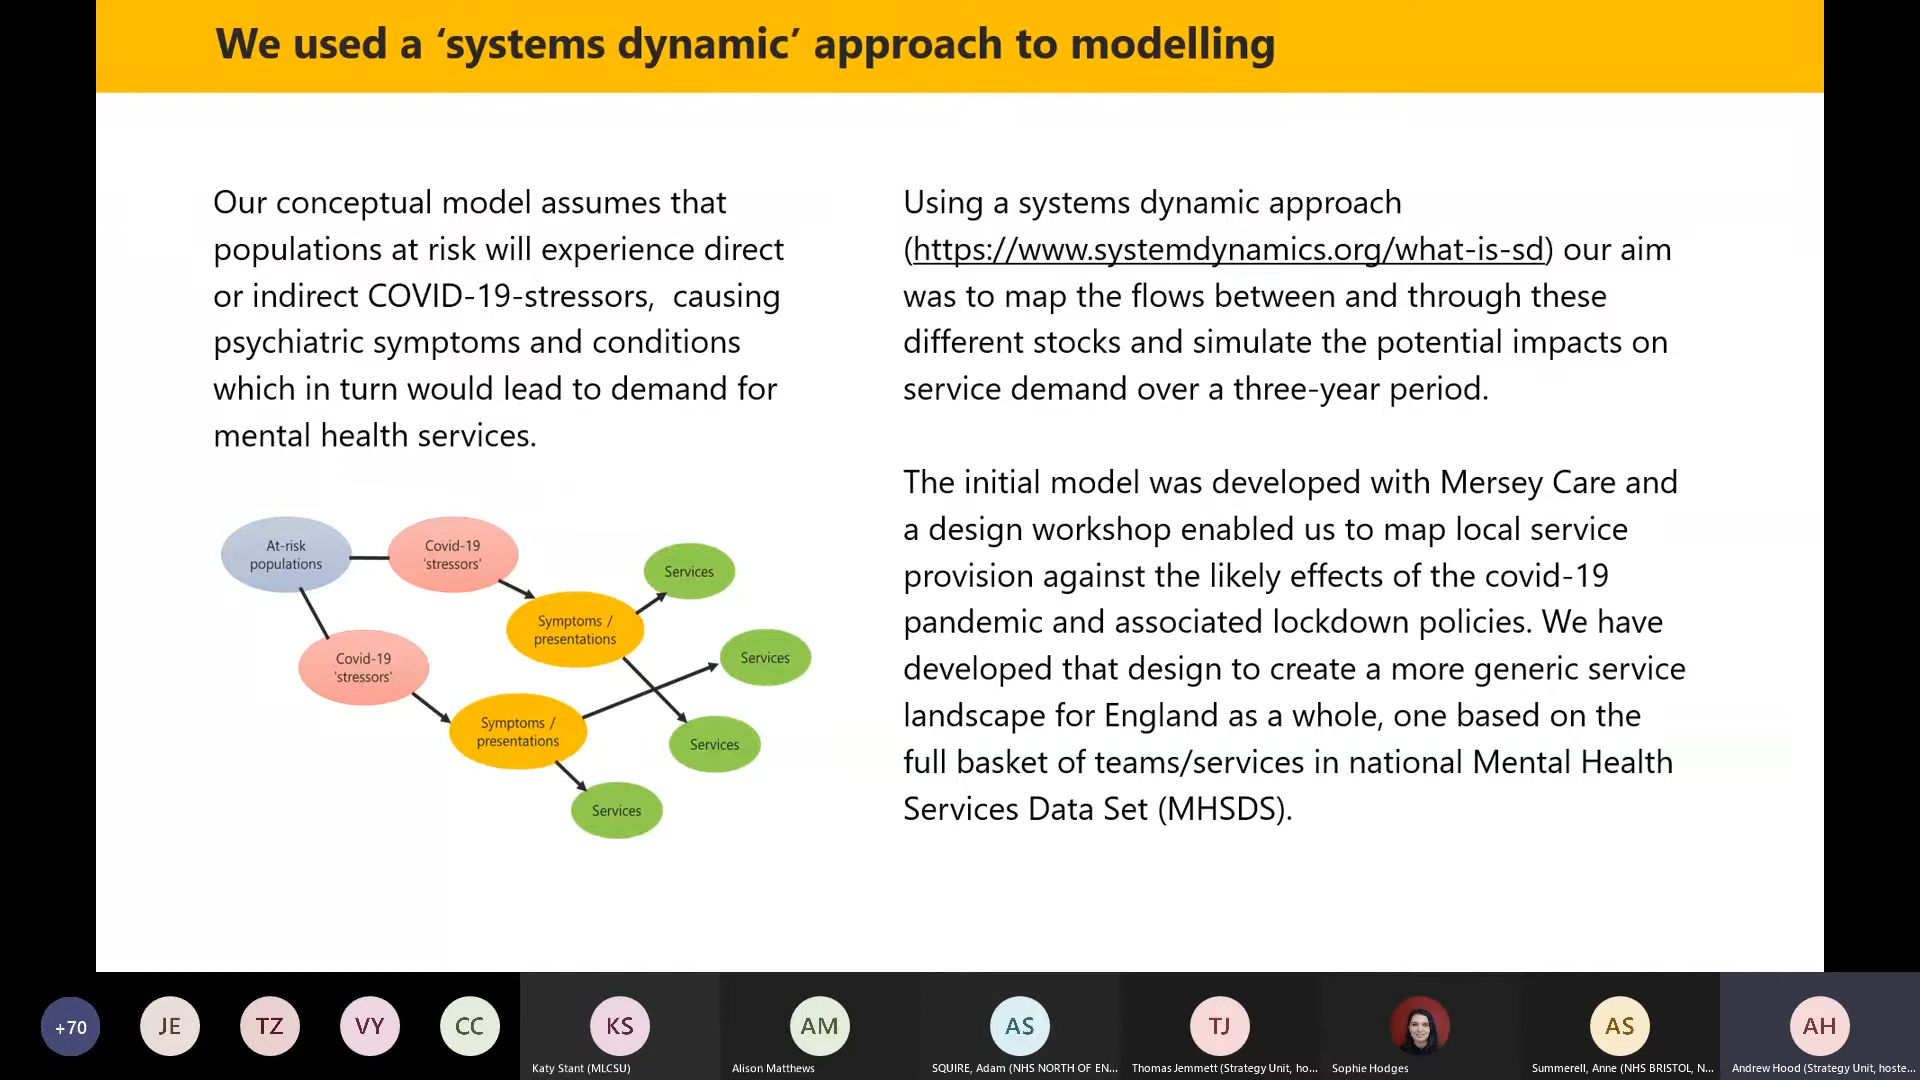 We used a ‘systems dynamic’ approach to modelling
Our conceptual model assumes that
populations at risk will experience direct
or indirect COVID-19-stressors,  causing
psychiatric symptoms and conditions
which in turn would lead to demand for
mental health services.
At-risk
populations
Covid-19
'stressors'
Services
Symptoms /
presentations
Services
Covid-19
'stressors'
Symptoms /
presentations
Services
Services
Using a systems dynamic approach
(https://www.systemdynamics.org/what-is-sd) our aim
was to map the flows between and through these
different stocks and simulate the potential impacts on
service demand over a three-year period.
The initial model was developed with Mersey Care and
a design workshop enabled us to map local service
provision against the likely effects of the covid-19
pandemic and associated lockdown policies. We have
developed that design to create a more generic service
landscape for England as a whole, one based on the
full basket of teams/services in national Mental Health
Services Data Set (MHSDS).
+70
JE
TZ
VY
CC
KS
AM
AS
TJ
AS
AH
Katy Stant (MLCSU)
Alison Matthews
SQUIRE, Adam (NHS NORTH OF EN...
Thomas Jemmett (Strategy Unit, ho...
Sophie Hodges
Summerell, Anne (NHS BRISTOL, N...
Andrew Hood (Strategy Unit, hoste...